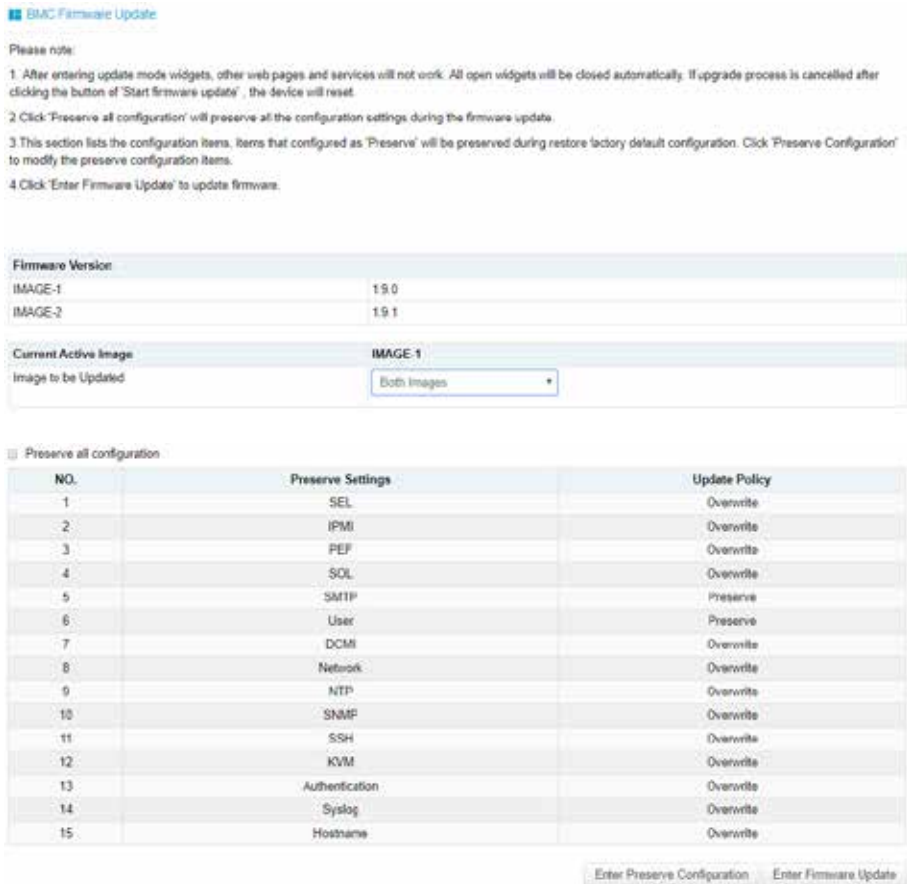 BMC Firmware Update
Please note:
1. After entering update mode widgets, other web pages and services will not work. All open widgets will be closed automatically. If upgrade process is cancelled after
clicking the button of 'Start firmware update' , the device will reset.
2.Click 'Preserve all configuration' will preserve all the configuration settings during the firmware update.
3.This section lists the configuration items, items that configured as 'Preserve' will be preserved during restore factory default configuration. Click 'Preserve Configuration'
to modify the preserve configuration items.
4.Click 'Enter Firmware Update' to update firmware.
Firmware Version
IMAGE-1 1.9.0
IMAGE-2 1.9.1
Current Active Image IMAGE-1
Image to be Updated Both Images
Preserve all configuration
NO. Preserve Settings Update Policy
1 SEL Overwrite
2 IPMI Overwrite
3 PEF Overwrite
4 SOL Overwrite
5 SMTP Preserve
6 User Preserve
7 DCMI Overwrite
8 Network Overwrite
9 NTP Overwrite
10 SNMP Overwrite
11 SSH Overwrite
12 KVM Overwrite
13 Authentication Overwrite
14 Syslog Overwrite
15 Hostname Overwrite
Enter Preserve Configuration Enter Firmware Update